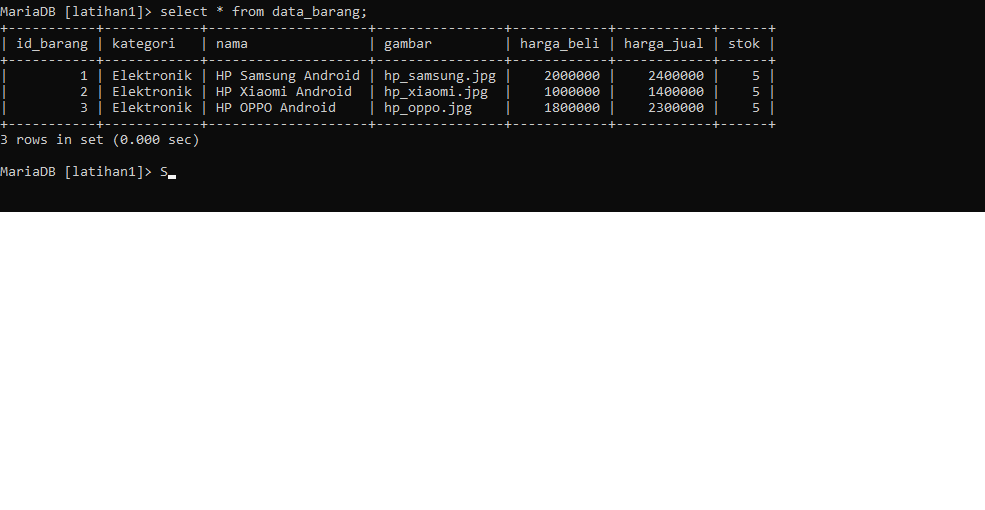 MariaDB [latihan1]> select * from data_barang;
+-----------+------------+--------------------+----------------+------------+------------+------+
| id_barang | kategori   | nama               | gambar         | harga_beli | harga_jual | stok |
+-----------+------------+--------------------+----------------+------------+------------+------+
|         1 | Elektronik | HP Samsung Android | hp_samsung.jpg |    2000000 |    2400000 |    5 |
|         2 | Elektronik | HP Xiaomi Android  | hp_xiaomi.jpg  |    1000000 |    1400000 |    5 |
|         3 | Elektronik | HP OPPO Android    | hp_oppo.jpg    |    1800000 |    2300000 |    5 |
+-----------+------------+--------------------+----------------+------------+------------+------+
3 rows in set (0.000 sec)
MariaDB [latihan1]> S